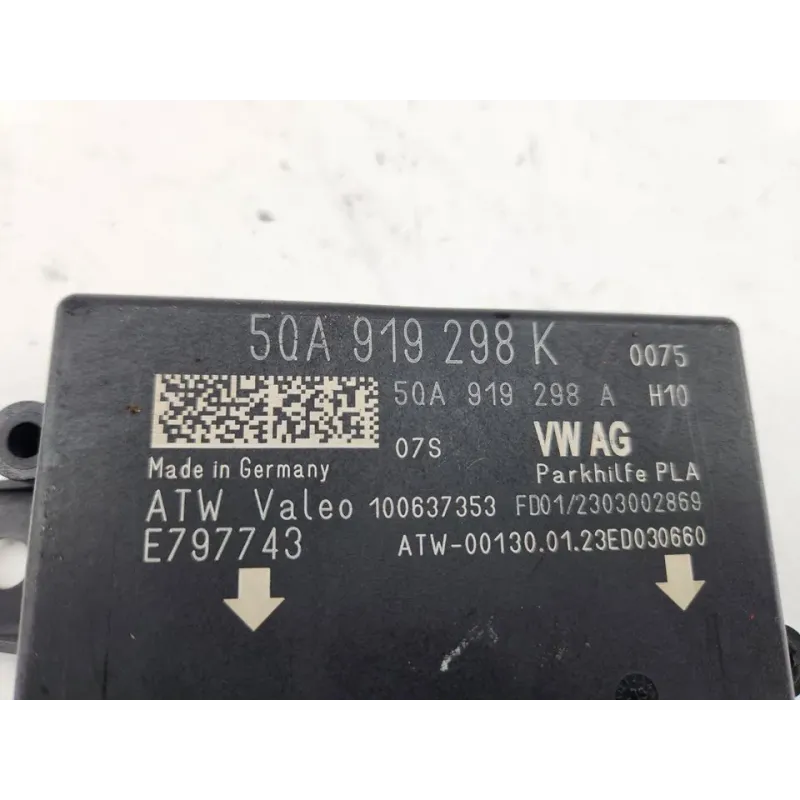 5QA 919 298 K 0075
5QA 919 298 A H10
07S VW AG
Made in Germany Parkhilfe PLA
ATW Valeo 100637353 FD01/2303002869
E797743 ATW-00130.01.23ED030660